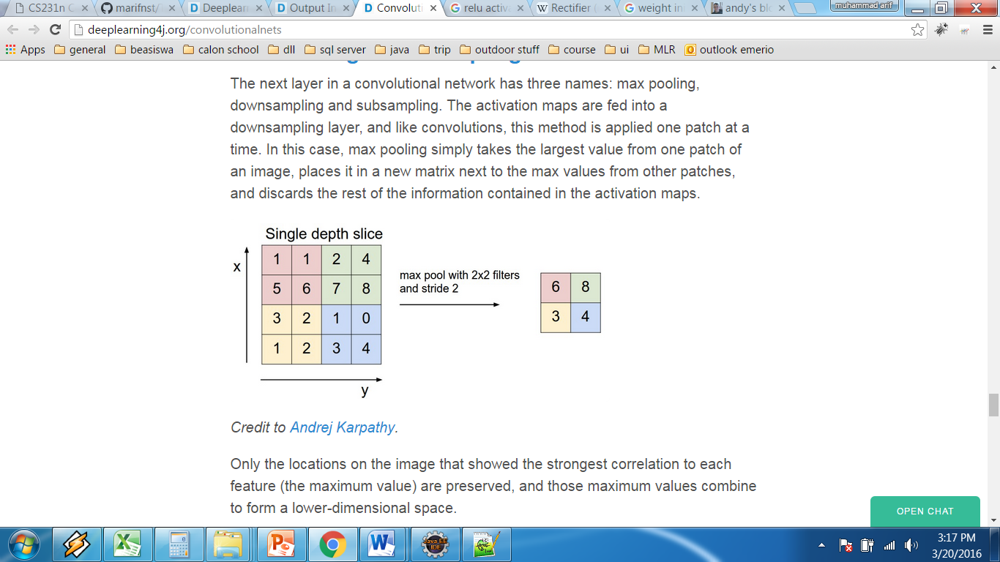 CS231n C
marifnst/
Deeplearn
Output In
Convoluti
relu activa
Rectifier (
weight ini
andy's blo
muhammad arif
deeplearning4j.org/convolutionalnets
Apps general beasiswa calon school dll sql server java trip outdoor stuff course ui MLR outlook emerio
The next layer in a convolutional network has three names: max pooling,
downsampling and subsampling. The activation maps are fed into a
downsampling layer, and like convolutions, this method is applied one patch at a
time. In this case, max pooling simply takes the largest value from one patch of
an image, places it in a new matrix next to the max values from other patches,
and discards the rest of the information contained in the activation maps.
Single depth slice
x
1 1 2 4
5 6 7 8
3 2 1 0
1 2 3 4
y
max pool with 2x2 filters
and stride 2
6 8
3 4
Credit to Andrej Karpathy.
Only the locations on the image that showed the strongest correlation to each
feature (the maximum value) are preserved, and those maximum values combine
to form a lower-dimensional space.
OPEN CHAT
Java EE
IDE
3:17 PM
3/20/2016